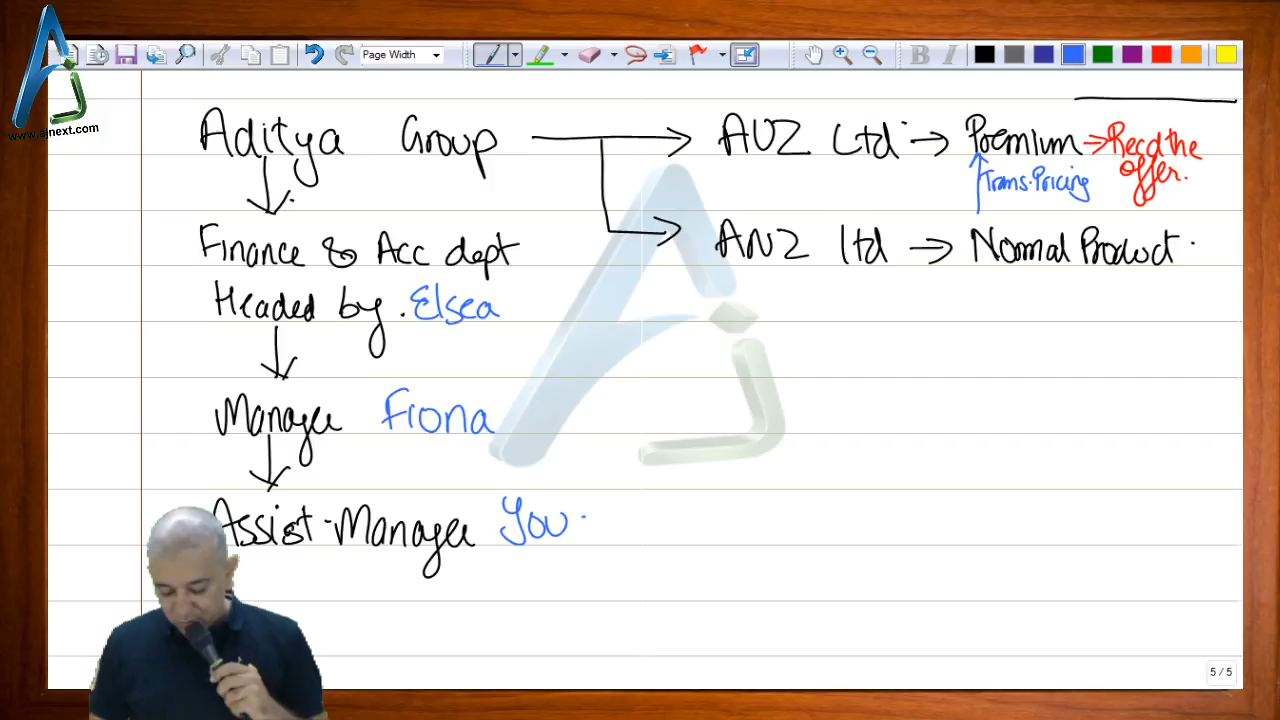 Page Width
B I
www.ajnext.com
Aditya Group → AUZ Ltd → Premium → Recd the offer.
Trans. Pricing
Finance & Acc dept
ANZ ltd → Normal Product.
Headed by. Elsea
Manager Fiona
Assist-Manager You.
5/5